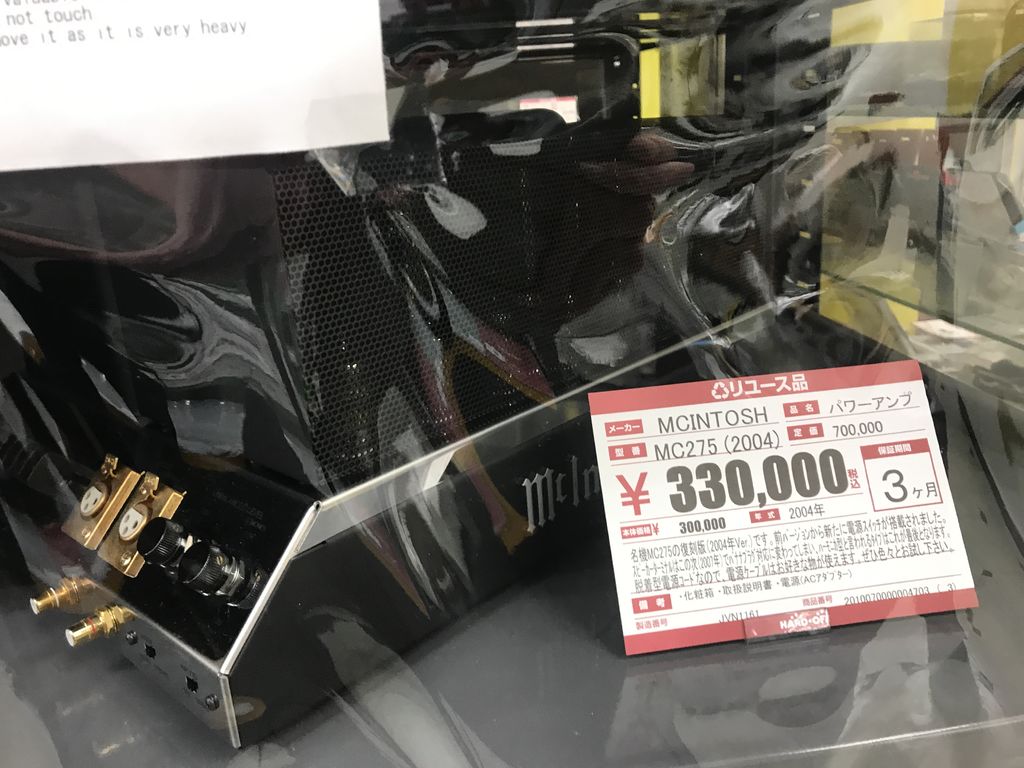 not touch
ove it as it is very heavy
リユース品
メーカー MCINTOSH 品名 パワーアンプ
型番 MC275 (2004) 定価 700,000
¥330,000 税込
保証期間 3ヶ月
本体価格 ¥ 300,000 年式 2004年
名機MC275の復刻版(2004年Ver.)です。前バージョンから新たに電源スイッチが搭載されました。
脱着型電源コードなので、電源ケーブルはお好きな物が使えます。ぜひ色々とお試し下さい。
備考 ・化粧箱・取扱説明書・電源(ACアダプター)
製造番号 JVN1161 商品番号 2010070000004703 ( 3)
HARD・OFF
McIn